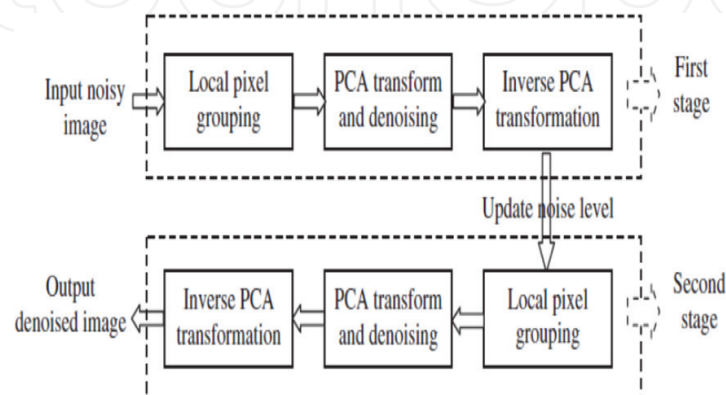 Input noisy
image
Local pixel
grouping
PCA transform
and denoising
Inverse PCA
transformation
First
stage
Update noise level
Output
denoised image
Inverse PCA
transformation
PCA transform
and denoising
Local pixel
grouping
Second
stage